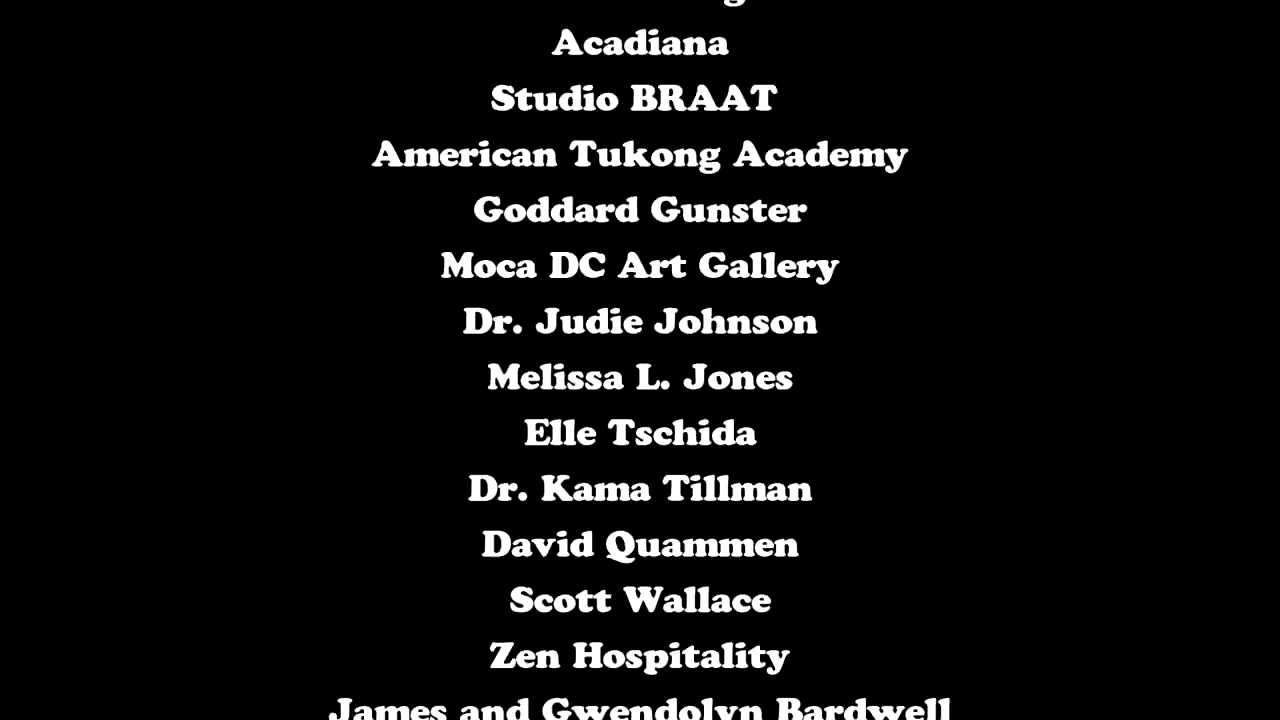 Acadiana
Studio BRAAT
American Tukong Academy
Goddard Gunster
Moca DC Art Gallery
Dr. Judie Johnson
Melissa L. Jones
Elle Tschida
Dr. Kama Tillman
David Quammen
Scott Wallace
Zen Hospitality
James and Gwendolyn Bardwell